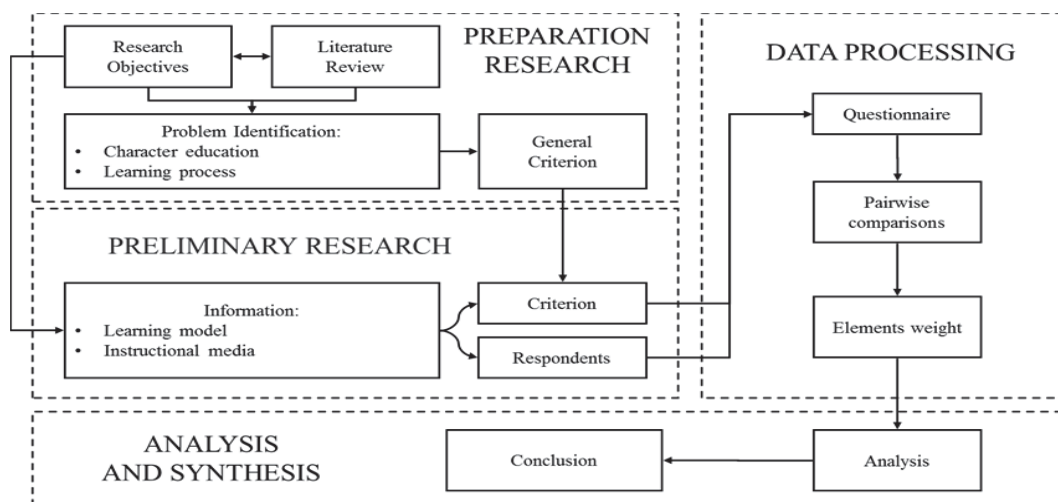 PREPARATION
RESEARCH
Research
Objectives
Literature
Review
Problem Identification:
• Character education
• Learning process
General
Criterion
PRELIMINARY RESEARCH
Information:
• Learning model
• Instructional media
Criterion
Respondents
DATA PROCESSING
Questionnaire
Pairwise
comparisons
Elements weight
ANALYSIS
AND SYNTHESIS
Conclusion
Analysis